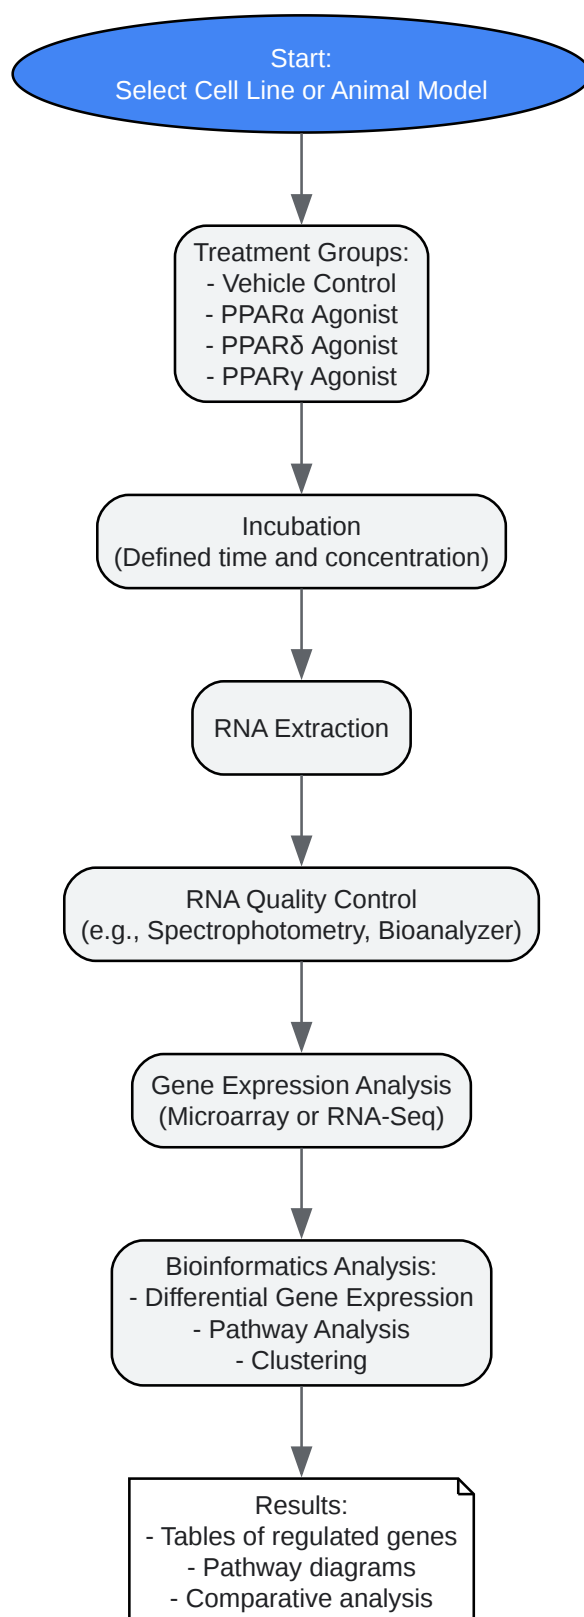 Start:
Select Cell Line or Animal Model
Treatment Groups:
- Vehicle Control
- PPARα Agonist
- PPARδ Agonist
- PPARγ Agonist
Incubation
(Defined time and concentration)
RNA Extraction
RNA Quality Control
(e.g., Spectrophotometry, Bioanalyzer)
Gene Expression Analysis
(Microarray or RNA-Seq)
Bioinformatics Analysis:
- Differential Gene Expression
- Pathway Analysis
- Clustering
Results:
- Tables of regulated genes
- Pathway diagrams
- Comparative analysis